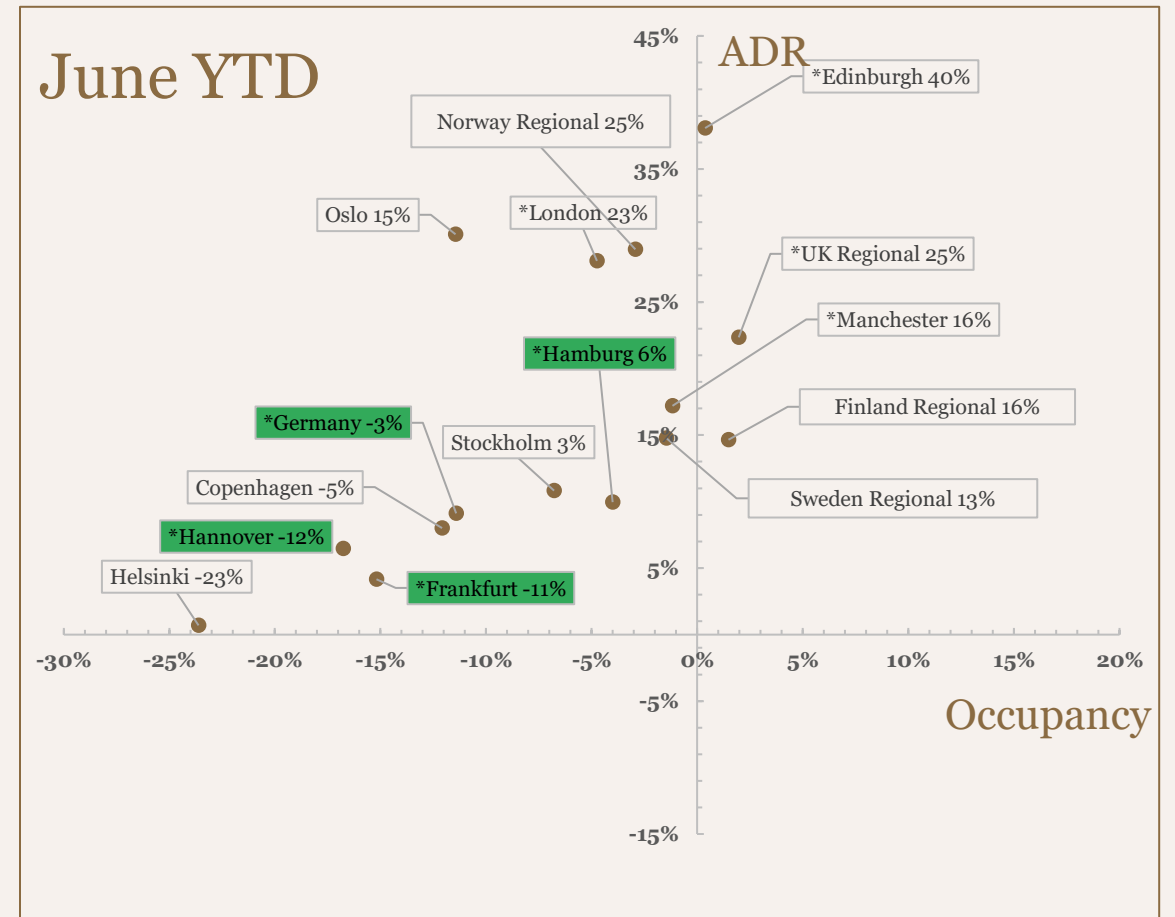 June YTD
45%
ADR
*Edinburgh 40%
Norway Regional 25%
35%
Oslo 15%
*London 23%
*UK Regional 25%
25%
*Manchester 16%
*Hamburg 6%
*Germany -3%
Finland Regional 16%
15%
Stockholm 3%
Copenhagen -5%
Sweden Regional 13%
*Hannover -12%
Helsinki -23%
5%
*Frankfurt -11%
-30%
-25%
-20%
-15%
-10%
-5%
0%
5%
10%
15%
20%
-5%
Occupancy
-15%